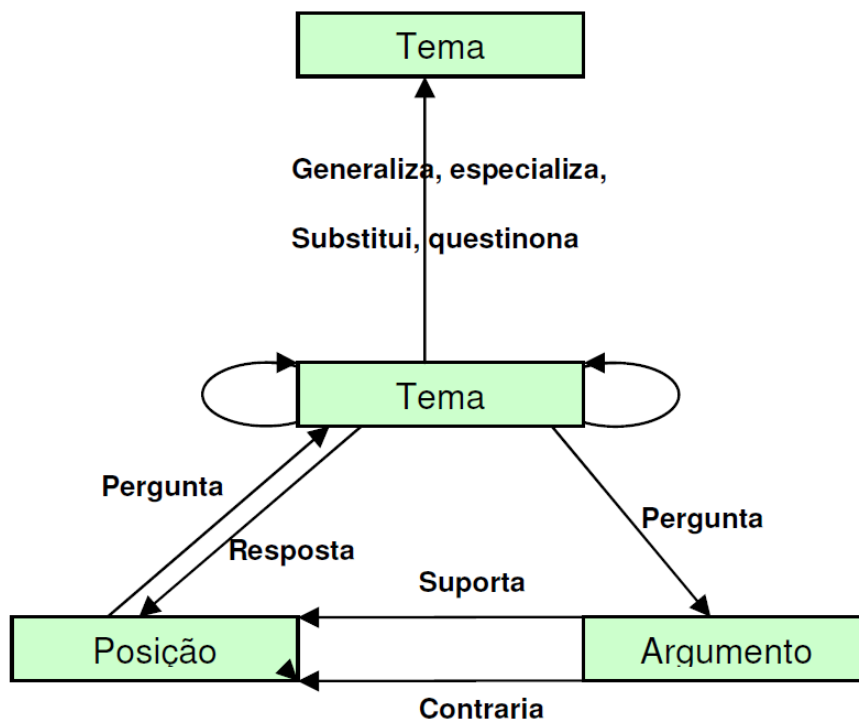 Tema
Generaliza, especializa,
Substitui, questinona
Tema
Pergunta
Pergunta
Resposta
Suporta
Posição
Argumento
Contraria